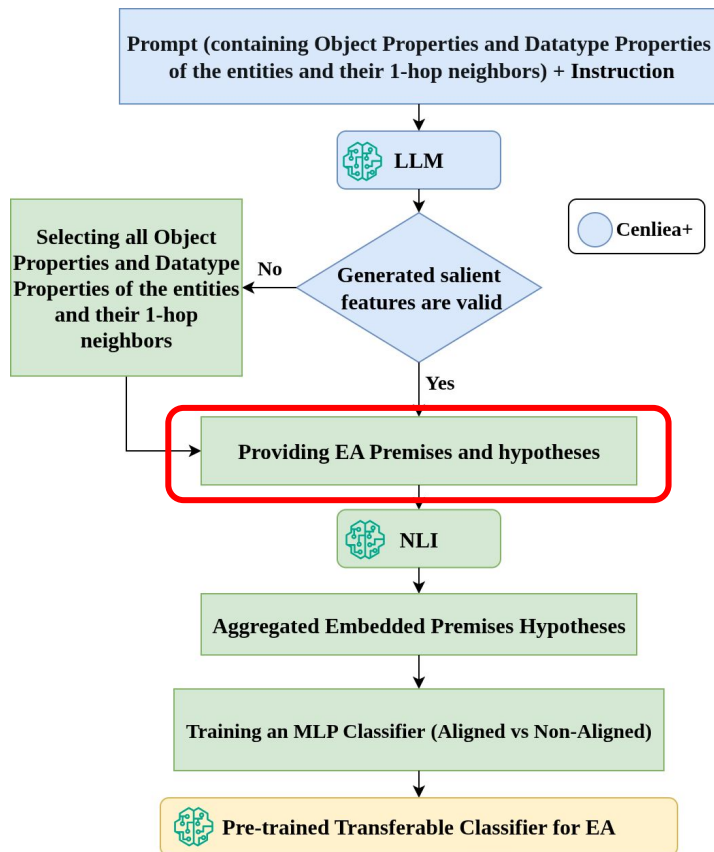 Prompt (containing Object Properties and Datatype Properties
of the entities and their 1-hop neighbors) + Instruction
LLM
Selecting all Object
Properties and Datatype
Properties of the entities
and their 1-hop
neighbors
No
Generated salient
features are valid
Cenliea+
Yes
Providing EA Premises and hypotheses
NLI
Aggregated Embedded Premises Hypotheses
Training an MLP Classifier (Aligned vs Non-Aligned)
Pre-trained Transferable Classifier for EA